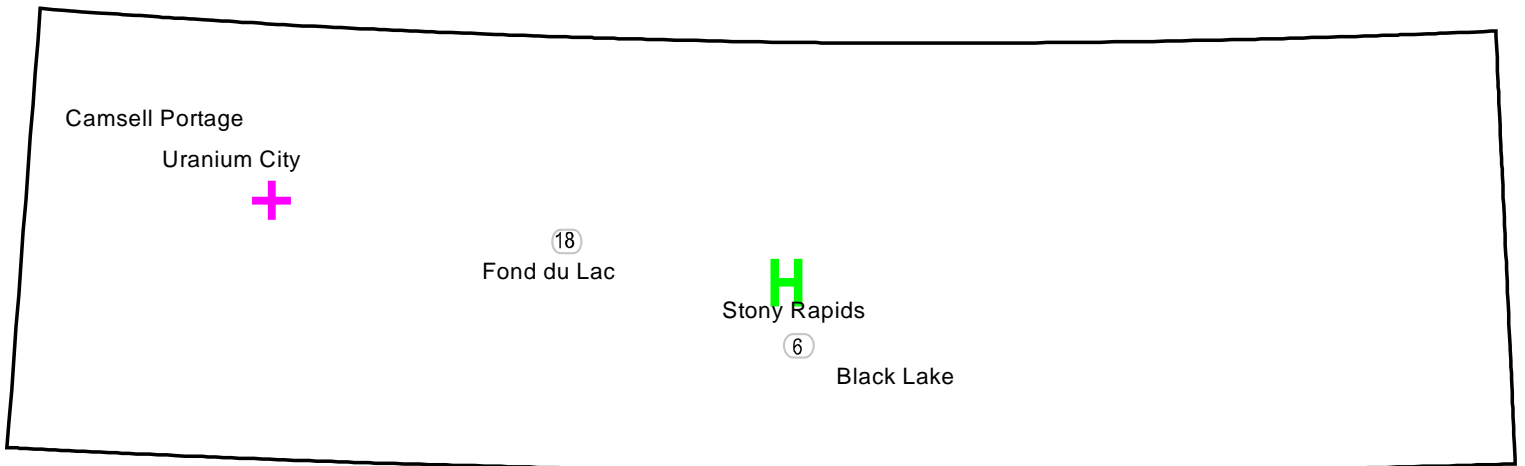 Camsell Portage
Uranium City
18
Fond du Lac
H
Stony Rapids
6
Black Lake